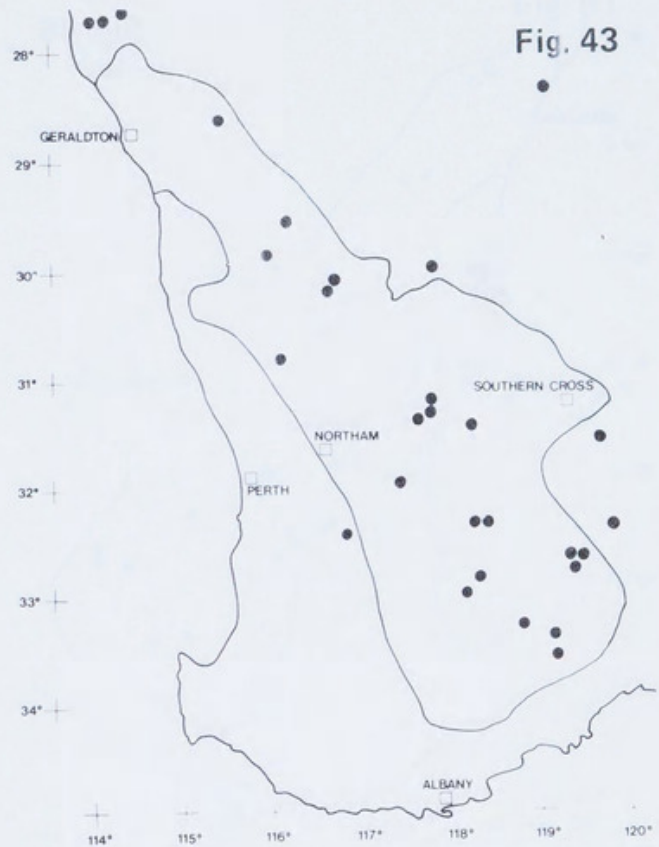 Fig. 43
28°
GERALDTON
29°
30°
31°
SOUTHERN CROSS
NORTHAM
32°
PERTH
33°
34°
ALBANY
114° 115° 116° 117° 118° 119° 120°